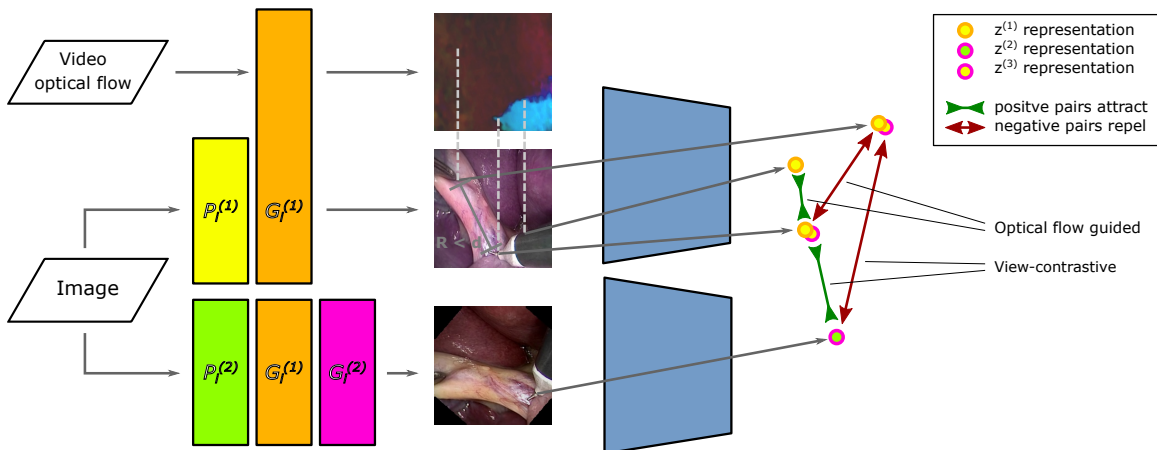 Video
optical flow
Image
P_I^(1)
G_I^(1)
P_I^(2)
G_I^(1)
G_I^(2)
R < d
z^(1) representation
z^(2) representation
z^(3) representation
positve pairs attract
negative pairs repel
Optical flow guided
View-contrastive